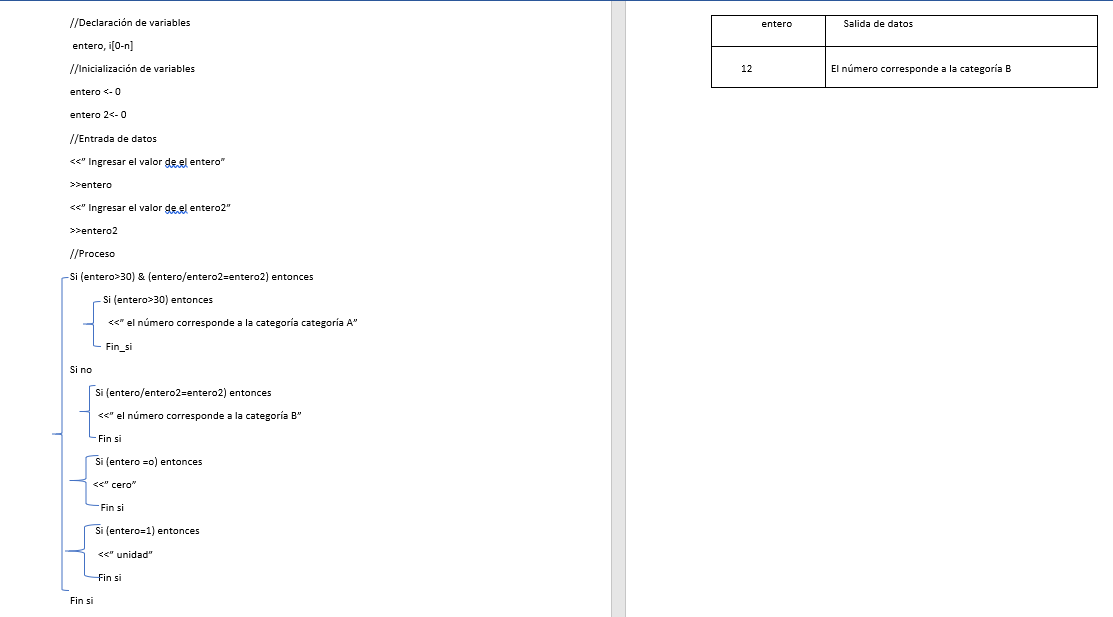 //Declaración de variables
entero, i[0-n]
//Inicialización de variables
entero <- 0
entero 2<- 0
//Entrada de datos
<<” Ingresar el valor de el entero”
>>entero
<<” Ingresar el valor de el entero2”
>>entero2
//Proceso
Si (entero>30) & (entero/entero2=entero2) entonces
Si (entero>30) entonces
<<” el número corresponde a la categoría categoría A”
Fin_si
Si no
Si (entero/entero2=entero2) entonces
<<” el número corresponde a la categoría B”
Fin si
Si (entero =o) entonces
<<” cero”
Fin si
Si (entero=1) entonces
<<” unidad”
Fin si
Fin si
entero Salida de datos
12 El número corresponde a la categoría B